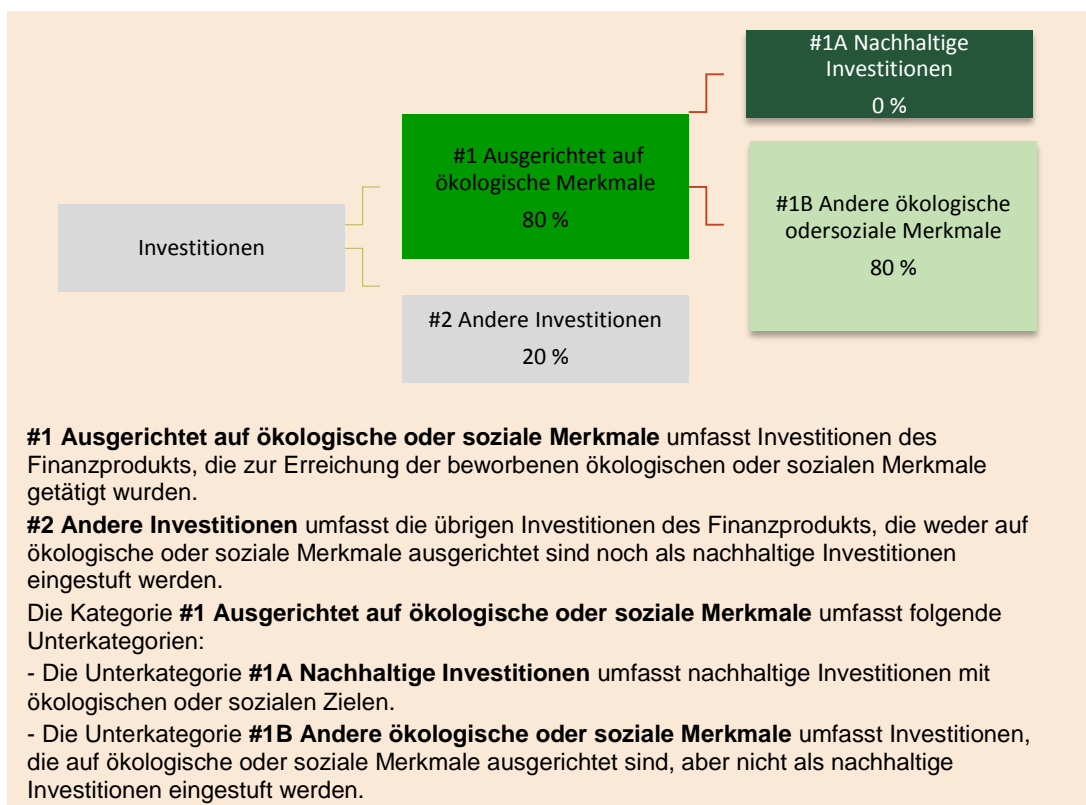 #1A Nachhaltige
Investitionen
0 %
#1 Ausgerichtet auf
ökologische Merkmale
80 %
#1B Andere ökologische
odersoziale Merkmale
80 %
Investitionen
#2 Andere Investitionen
20 %
#1 Ausgerichtet auf ökologische oder soziale Merkmale umfasst Investitionen des
Finanzprodukts, die zur Erreichung der beworbenen ökologischen oder sozialen Merkmale
getätigt wurden.
#2 Andere Investitionen umfasst die übrigen Investitionen des Finanzprodukts, die weder auf
ökologische oder soziale Merkmale ausgerichtet sind noch als nachhaltige Investitionen
eingestuft werden.
Die Kategorie #1 Ausgerichtet auf ökologische oder soziale Merkmale umfasst folgende
Unterkategorien:
- Die Unterkategorie #1A Nachhaltige Investitionen umfasst nachhaltige Investitionen mit
ökologischen oder sozialen Zielen.
- Die Unterkategorie #1B Andere ökologische oder soziale Merkmale umfasst Investitionen,
die auf ökologische oder soziale Merkmale ausgerichtet sind, aber nicht als nachhaltige
Investitionen eingestuft werden.